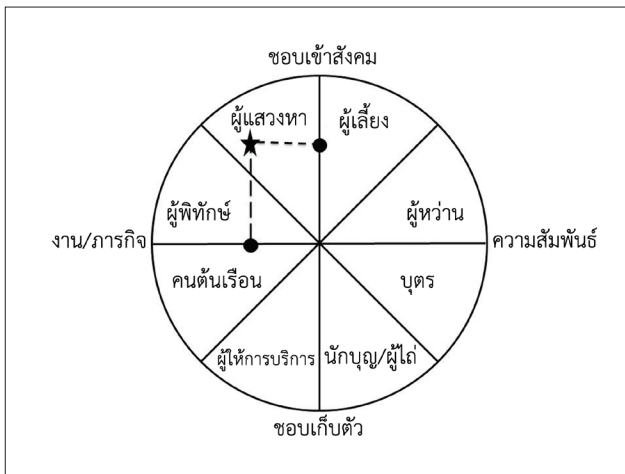 ชอบเข้าสังคม
ผู้แสวงหา
ผู้เลี้ยง
ผู้พิทักษ์
ผู้หว่าน
งาน/ภารกิจ
ความสัมพันธ์
คนต้นเรือน
บุตร
ผู้ให้การบริการ
นักบุญ/ผู้ไถ่
ชอบเก็บตัว